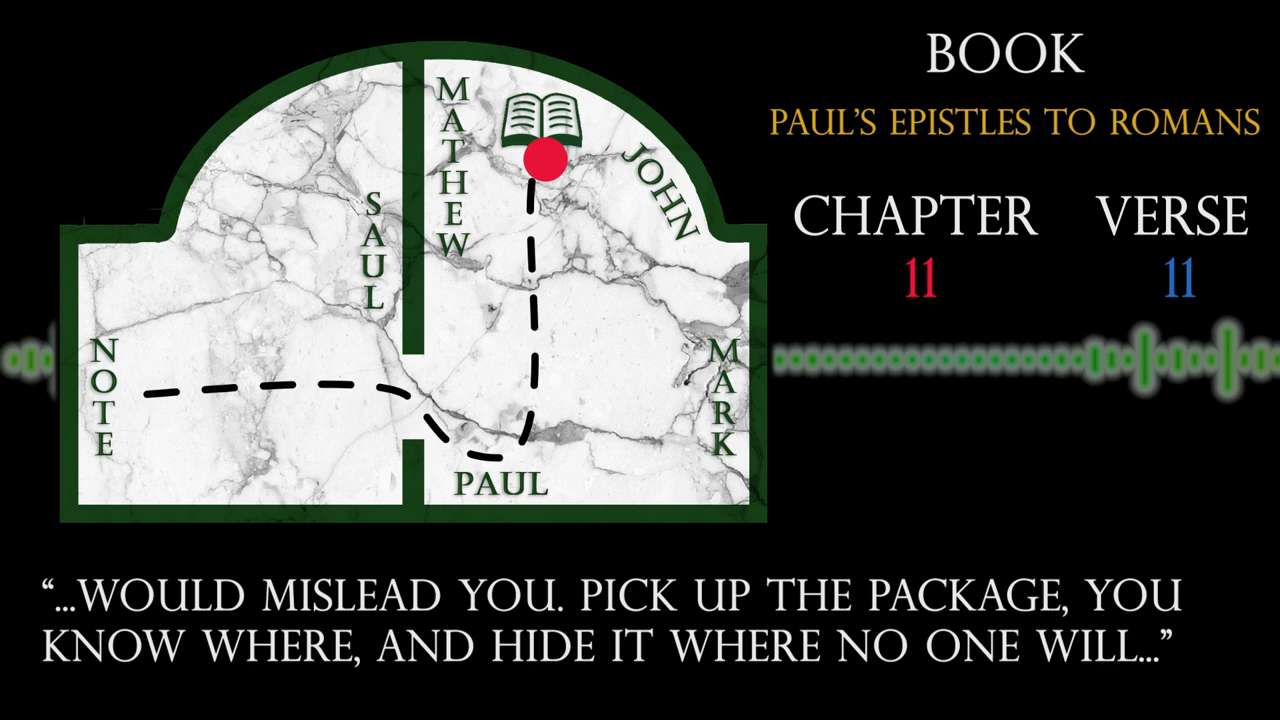 BOOK
PAUL'S EPISTLES TO ROMANS
CHAPTER
VERSE
11
11
MATHEW
JOHN
SAUL
NOTE
MARK
PAUL
“...WOULD MISLEAD YOU. PICK UP THE PACKAGE, YOU
KNOW WHERE, AND HIDE IT WHERE NO ONE WILL...”